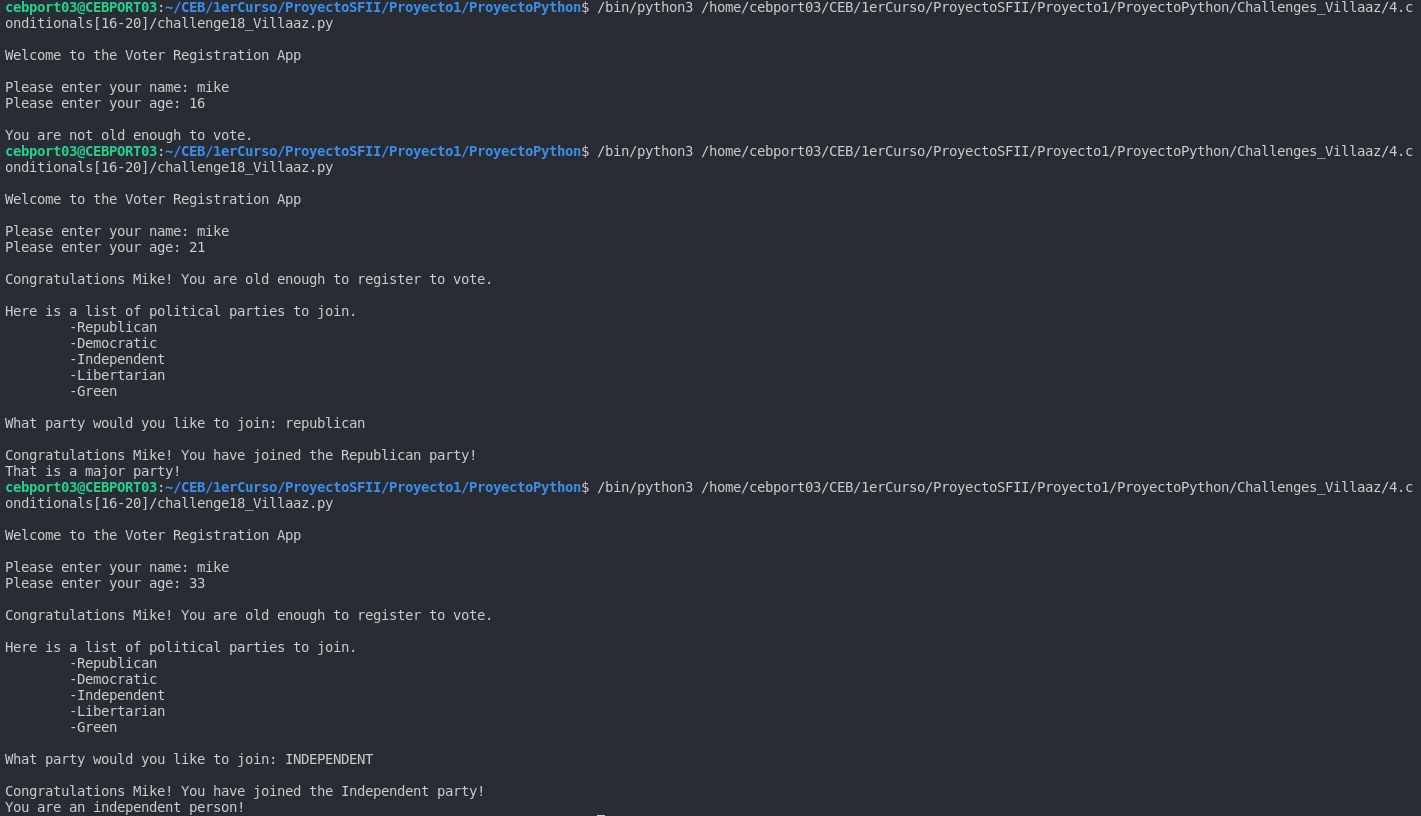 cebport03@CEBPORT03:~/CEB/1erCurso/ProyectoSFII/Proyecto1/ProyectoPython$ /bin/python3 /home/cebport03/CEB/1erCurso/ProyectoSFII/Proyecto1/ProyectoPython/Challenges_Villaaz/4.c
onditionals[16-20]/challenge18_Villaaz.py
Welcome to the Voter Registration App
Please enter your name: mike
Please enter your age: 16
You are not old enough to vote.
cebport03@CEBPORT03:~/CEB/1erCurso/ProyectoSFII/Proyecto1/ProyectoPython$ /bin/python3 /home/cebport03/CEB/1erCurso/ProyectoSFII/Proyecto1/ProyectoPython/Challenges_Villaaz/4.c
onditionals[16-20]/challenge18_Villaaz.py
Welcome to the Voter Registration App
Please enter your name: mike
Please enter your age: 21
Congratulations Mike! You are old enough to register to vote.
Here is a list of political parties to join.
-Republican
-Democratic
-Independent
-Libertarian
-Green
What party would you like to join: republican
Congratulations Mike! You have joined the Republican party!
That is a major party!
cebport03@CEBPORT03:~/CEB/1erCurso/ProyectoSFII/Proyecto1/ProyectoPython$ /bin/python3 /home/cebport03/CEB/1erCurso/ProyectoSFII/Proyecto1/ProyectoPython/Challenges_Villaaz/4.c
onditionals[16-20]/challenge18_Villaaz.py
Welcome to the Voter Registration App
Please enter your name: mike
Please enter your age: 33
Congratulations Mike! You are old enough to register to vote.
Here is a list of political parties to join.
-Republican
-Democratic
-Independent
-Libertarian
-Green
What party would you like to join: INDEPENDENT
Congratulations Mike! You have joined the Independent party!
You are an independent person!